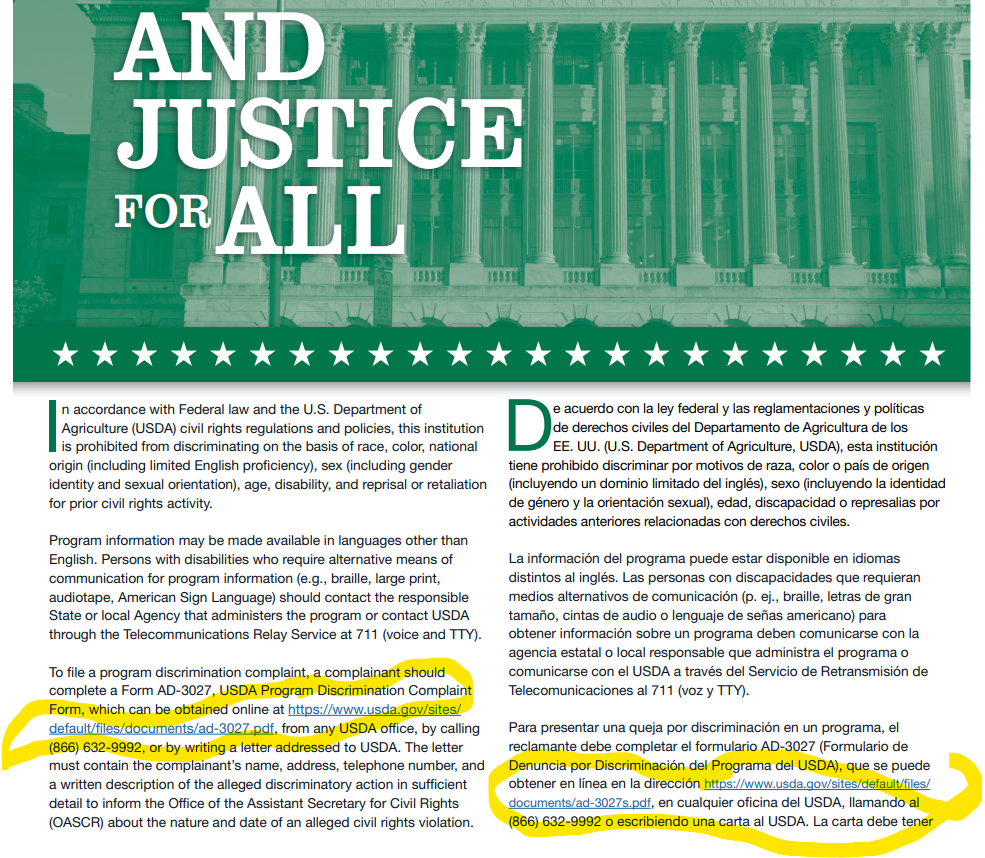 UNITED STATES DEPARTMENT OF AGRICULTURE
AND
JUSTICE
FOR ALL
In accordance with Federal law and the U.S. Department of
Agriculture (USDA) civil rights regulations and policies, this institution
is prohibited from discriminating on the basis of race, color, national
origin (including limited English proficiency), sex (including gender
identity and sexual orientation), age, disability, and reprisal or retaliation
for prior civil rights activity.
Program information may be made available in languages other than
English. Persons with disabilities who require alternative means of
communication for program information (e.g., braille, large print,
audiotape, American Sign Language) should contact the responsible
State or local Agency that administers the program or contact USDA
through the Telecommunications Relay Service at 711 (voice and TTY).
To file a program discrimination complaint, a complainant should
complete a Form AD-3027, USDA Program Discrimination Complaint
Form, which can be obtained online at https://www.usda.gov/sites/
default/files/documents/ad-3027.pdf, from any USDA office, by calling
(866) 632-9992, or by writing a letter addressed to USDA. The letter
must contain the complainant's name, address, telephone number, and
a written description of the alleged discriminatory action in sufficient
detail to inform the Office of the Assistant Secretary for Civil Rights
(OASCR) about the nature and date of an alleged civil rights violation.
De acuerdo con la ley federal y las reglamentaciones y políticas
de derechos civiles del Departamento de Agricultura de los
EE. UU. (U.S. Department of Agriculture, USDA), esta institución
tiene prohibido discriminar por motivos de raza, color o país de origen
(incluyendo un dominio limitado del inglés), sexo (incluyendo la identidad
de género y la orientación sexual), edad, discapacidad o represalias por
actividades anteriores relacionadas con derechos civiles.
La información del programa puede estar disponible en idiomas
distintos al inglés. Las personas con discapacidades que requieran
medios alternativos de comunicación (p. ej., braille, letras de gran
tamaño, cintas de audio o lenguaje de señas americano) para
obtener información sobre un programa deben comunicarse con la
agencia estatal o local responsable que administra el programa o
comunicarse con el USDA a través del Servicio de Retransmisión de
Telecomunicaciones al 711 (voz y TTY).
Para presentar una queja por discriminación en un programa, el
reclamante debe completar el formulario AD-3027 (Formulario de
Denuncia por Discriminación del Programa del USDA), que se puede
obtener en línea en la dirección https://www.usda.gov/sites/default/files/
documents/ad-3027s.pdf, en cualquier oficina del USDA, llamando al
(866) 632-9992 o escribiendo una carta al USDA. La carta debe tener